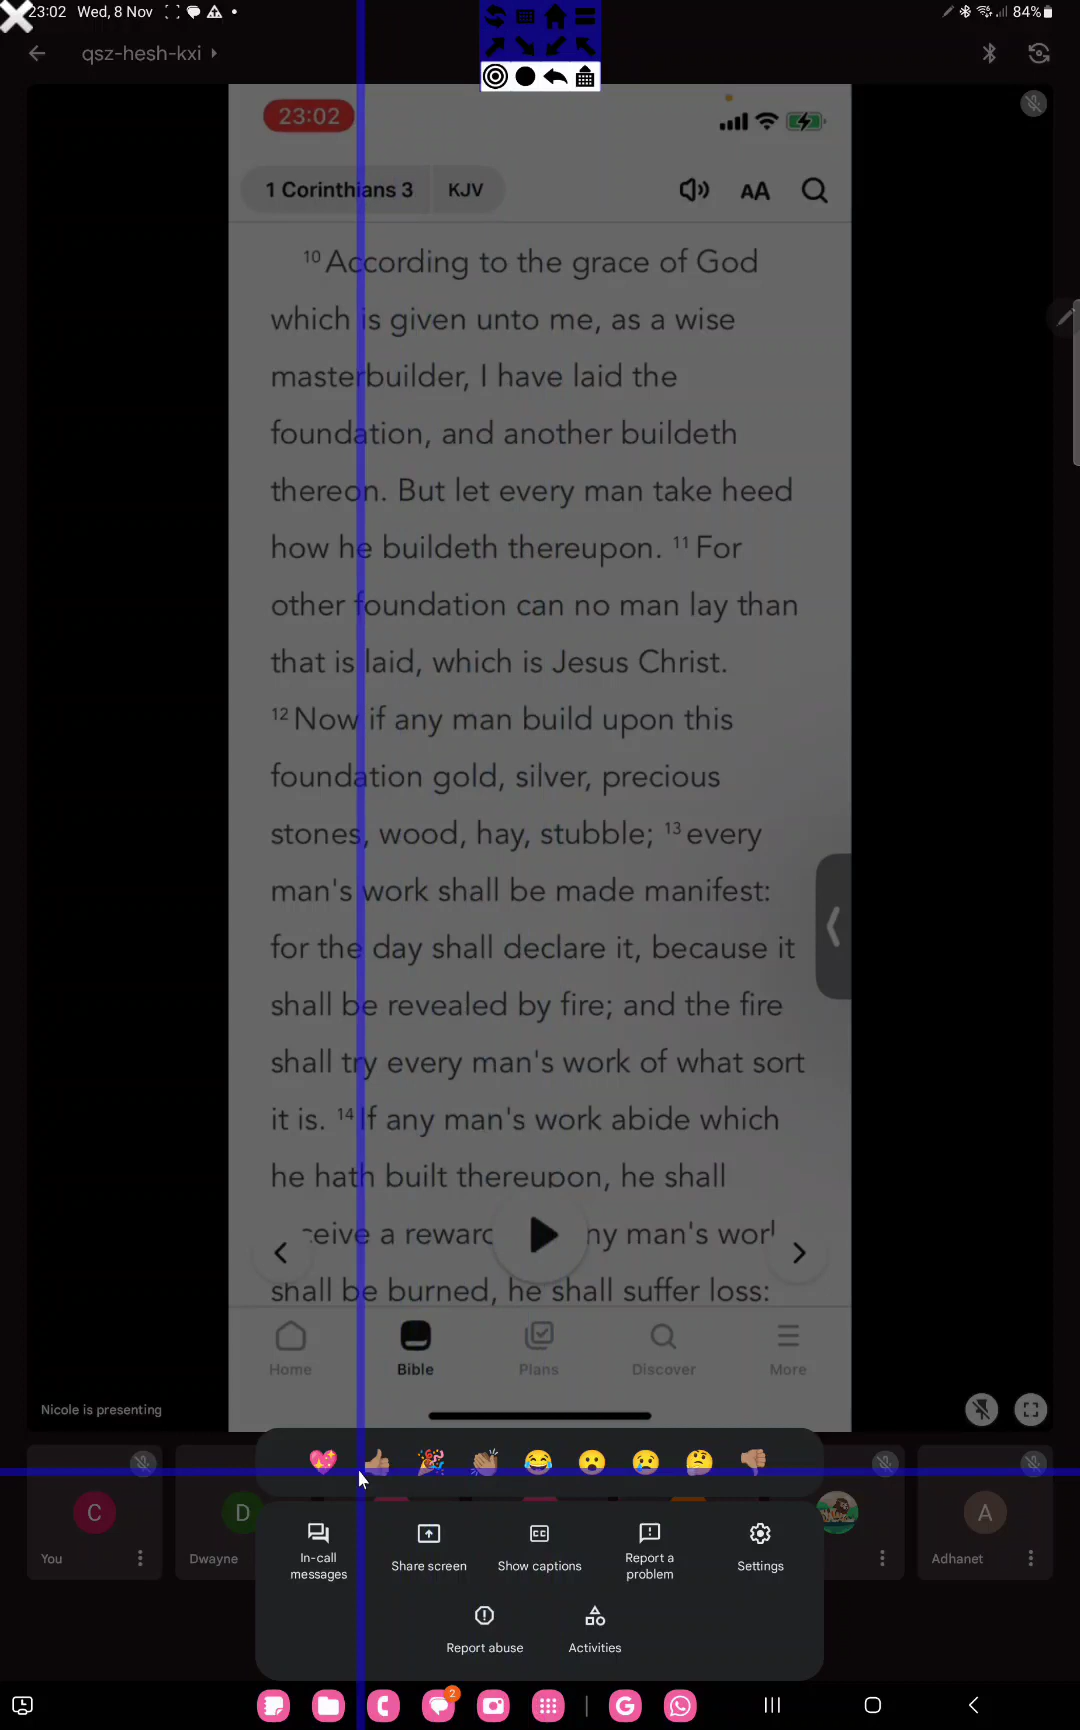 23:02 Wed, 8 Nov
84%
qsz-hesh-kxi
23:02
1 Corinthians 3 KJV
AA
10 According to the grace of God
which is given unto me, as a wise
masterbuilder, I have laid the
foundation, and another buildeth
thereon. But let every man take heed
how he buildeth thereupon. 11 For
other foundation can no man lay than
that is laid, which is Jesus Christ.
12 Now if any man build upon this
foundation gold, silver, precious
stones, wood, hay, stubble; 13 every
man's work shall be made manifest:
for the day shall declare it, because it
shall be revealed by fire; and the fire
shall try every man's work of what sort
it is. 14 If any man's work abide which
he hath built thereupon, he shall
ceive a reward ny man's work
shall be burned, he shall suffer loss:
Home Bible Plans Discover More
Nicole is presenting
C D A
You Dwayne Adhanet
In-call messages
Share screen
CC
Show captions
Report a problem
Settings
Report abuse
Activities
2
G